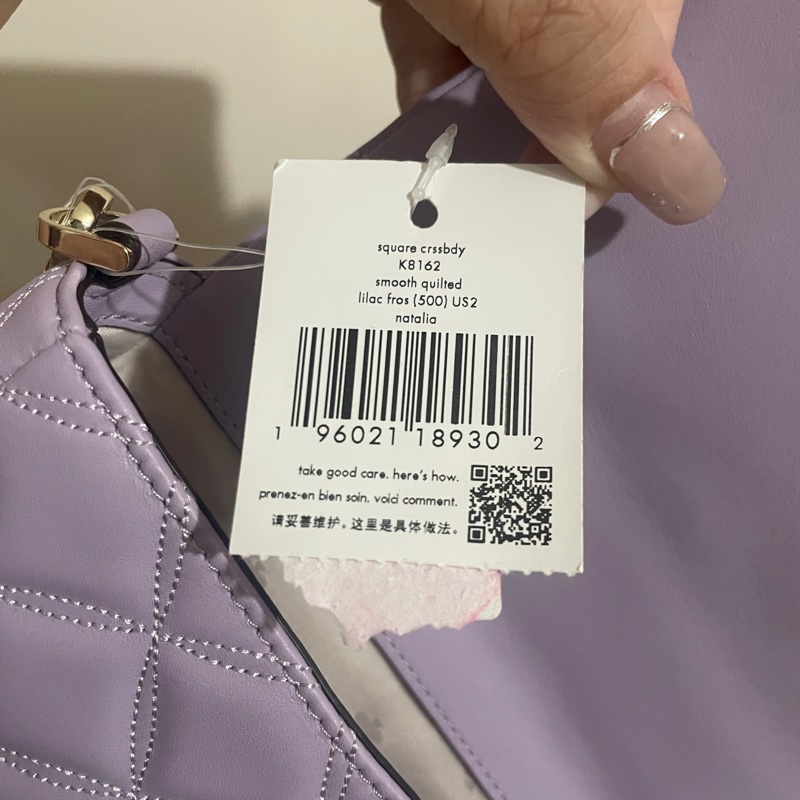 square crssbdy
K8162
smooth quilted
lilac fros (500) US2
natalia
1 96021 18930 2
take good care. here's how.
prenez-en bien soin. voici comment.
请妥善维护。这里是具体做法。